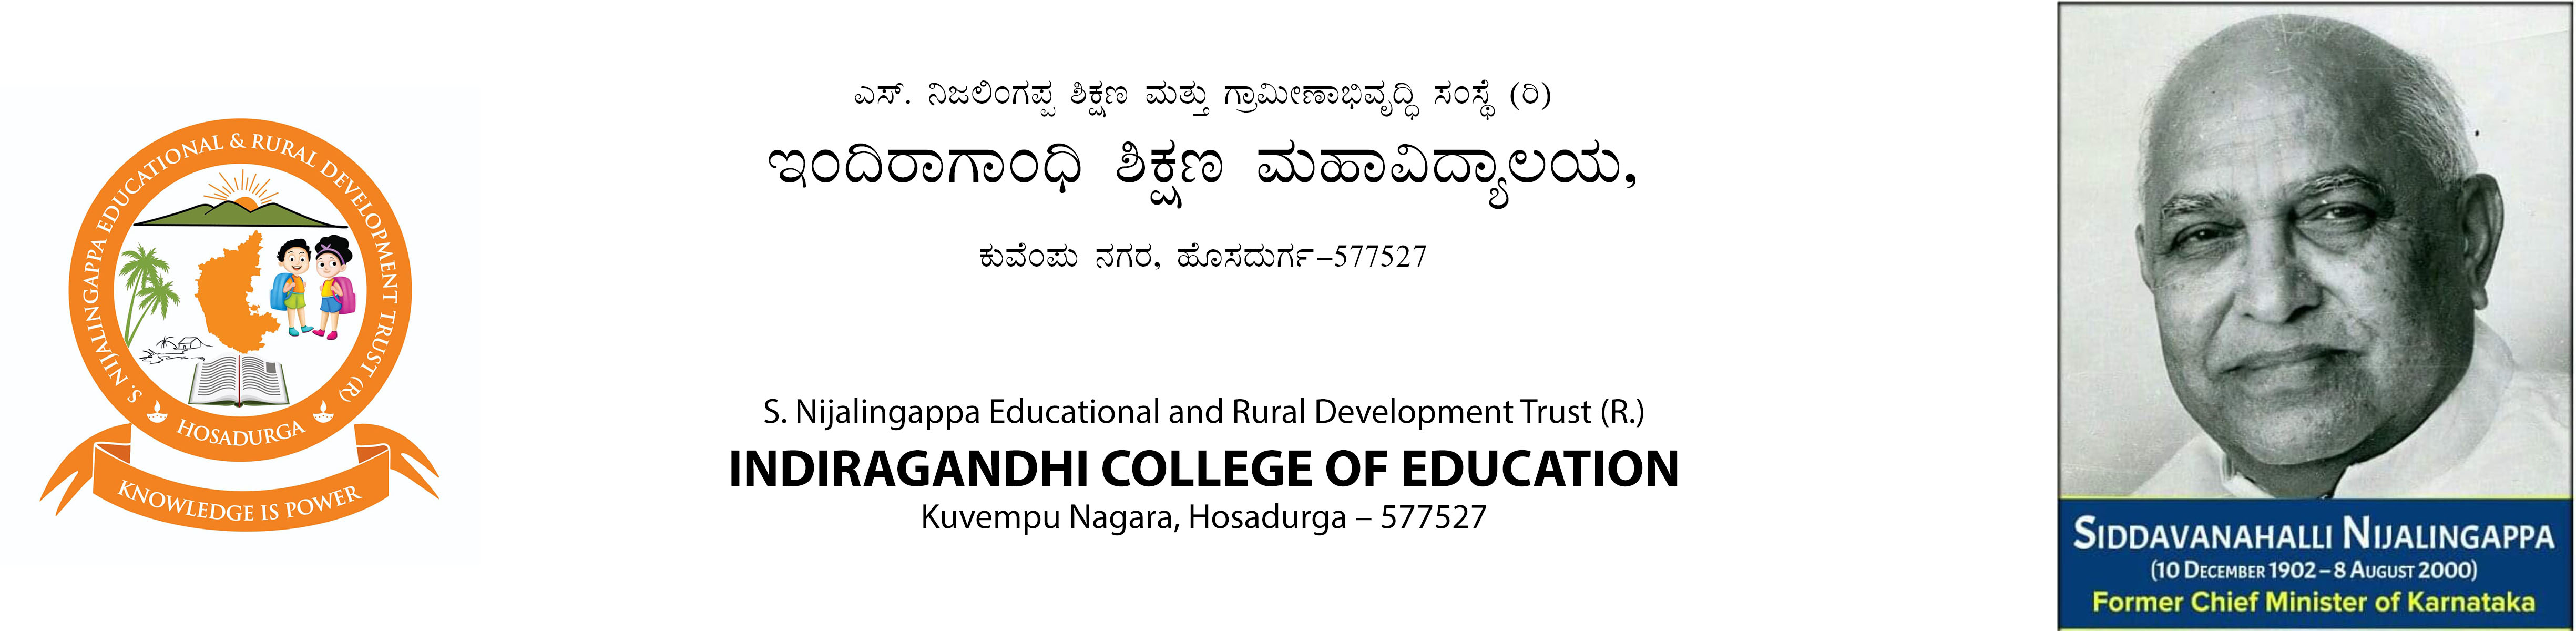 S. NIJALINGAPPA EDUCATIONAL & RURAL DEVELOPMENT TRUST (R)
HOSADURGA
KNOWLEDGE IS POWER
ಎಸ್. ನಿಜಲಿಂಗಪ್ಪ ಶಿಕ್ಷಣ ಮತ್ತು ಗ್ರಾಮೀಣಾಭಿವೃದ್ಧಿ ಸಂಸ್ಥೆ (ರಿ)
ಇಂದಿರಾಗಾಂಧಿ ಶಿಕ್ಷಣ ಮಹಾವಿದ್ಯಾಲಯ,
ಕುವೆಂಪು ನಗರ, ಹೊಸದುರ್ಗ-577527
S. Nijalingappa Educational and Rural Development Trust (R.)
INDIRAGANDHI COLLEGE OF EDUCATION
Kuvempu Nagara, Hosadurga – 577527
SIDDAVANAHALLI NIJALINGAPPA
(10 DECEMBER 1902 – 8 AUGUST 2000)
Former Chief Minister of Karnataka